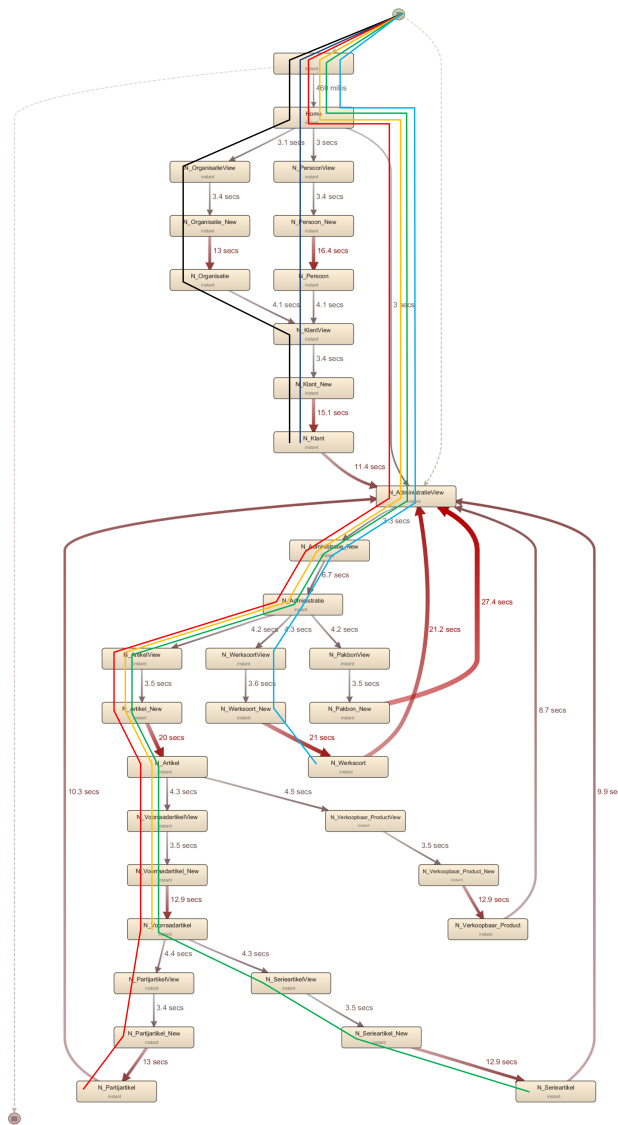 instant
460 millis
Home
instant
3.1 secs
3 secs
N_OrganisatieView
instant
N_PersoonView
instant
3.4 secs
3.4 secs
N_Organisatie_New
instant
N_Persoon_New
instant
13 secs
16.4 secs
N_Organisatie
instant
N_Persoon
instant
4.1 secs
4.1 secs
3 secs
N_KlantView
instant
3.4 secs
N_Klant_New
instant
15.1 secs
N_Klant
instant
11.4 secs
N_AdministratieView
instant
3.3 secs
N_Administratie_New
instant
6.7 secs
N_Administratie
instant
27.4 secs
4.2 secs
4.3 secs
4.2 secs
21.2 secs
N_ArtikelView
instant
N_WerksoortView
instant
N_PakbonView
instant
3.5 secs
3.6 secs
3.5 secs
N_Artikel_New
instant
N_Werksoort_New
instant
N_Pakbon_New
instant
8.7 secs
20 secs
21 secs
N_Artikel
instant
N_Werksoort
instant
10.3 secs
4.3 secs
4.5 secs
9.9 se
N_VoorraadartikelView
instant
N_Verkoopbaar_ProductView
instant
3.5 secs
3.5 secs
N_Voorraadartikel_New
instant
N_Verkoopbaar_Product_New
instant
12.9 secs
12.9 secs
N_Voorraadartikel
instant
N_Verkoopbaar_Product
instant
4.4 secs
4.3 secs
N_PartijartikelView
instant
N_SerieartikelView
instant
3.4 secs
3.5 secs
N_Partijartikel_New
instant
N_Serieartikel_New
instant
13 secs
12.9 secs
N_Partijartikel
instant
N_Serieartikel
instant